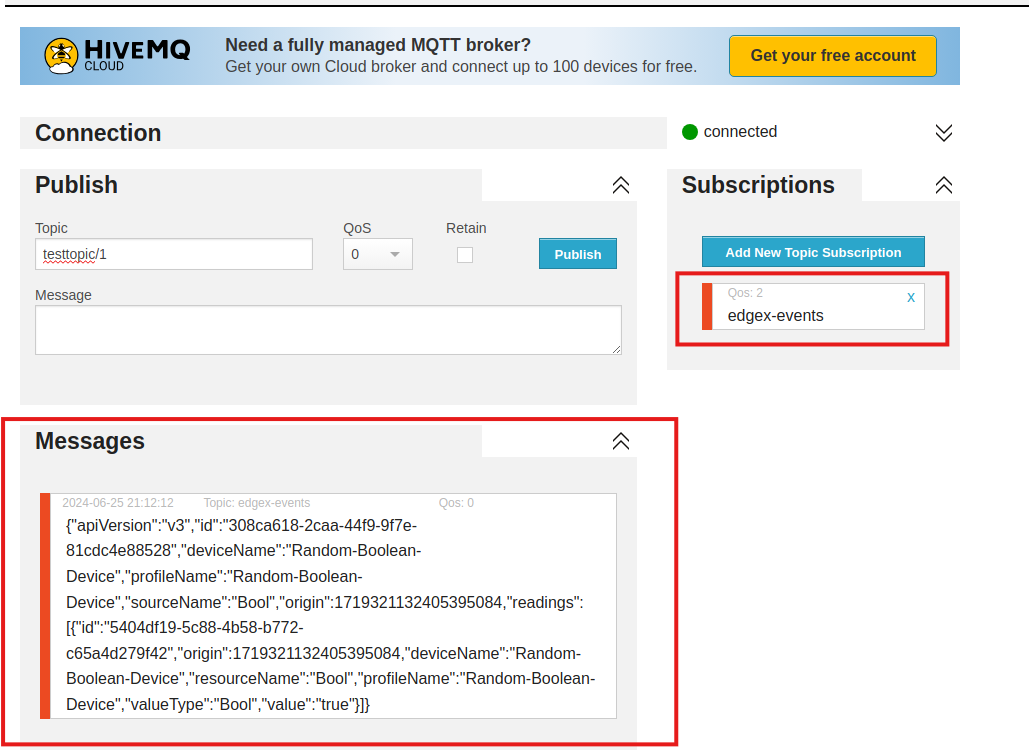 HIVEMQ
CLOUD
Need a fully managed MQTT broker?
Get your own Cloud broker and connect up to 100 devices for free.
Get your free account
Connection
connected
Publish
Subscriptions
Topic
QoS
Retain
testtopic/1
0
Publish
Message
Add New Topic Subscription
Qos: 2
x
edgex-events
Messages
2024-06-25 21:12:12 Topic: edgex-events Qos: 0
{"apiVersion":"v3","id":"308ca618-2caa-44f9-9f7e-
81cdc4e88528","deviceName":"Random-Boolean-
Device","profileName":"Random-Boolean-
Device","sourceName":"Bool","origin":1719321132405395084,"readings":
[{"id":"5404df19-5c88-4b58-b772-
c65a4d279f42","origin":1719321132405395084,"deviceName":"Random-
Boolean-Device","resourceName":"Bool","profileName":"Random-Boolean-
Device","valueType":"Bool","value":"true"}]}